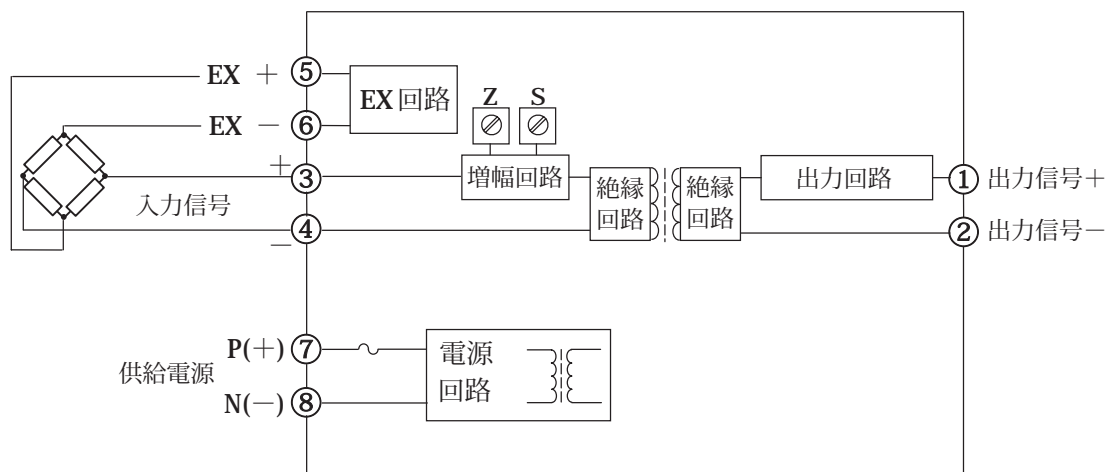 EX ＋ ⑤
EX 回路
Z
S
EX － ⑥
＋
③
増幅回路
絶縁
回路
絶縁
回路
出力回路
① 出力信号＋
入力信号
④
－
② 出力信号－
P(＋) ⑦
供給電源
N(－) ⑧
電源
回路